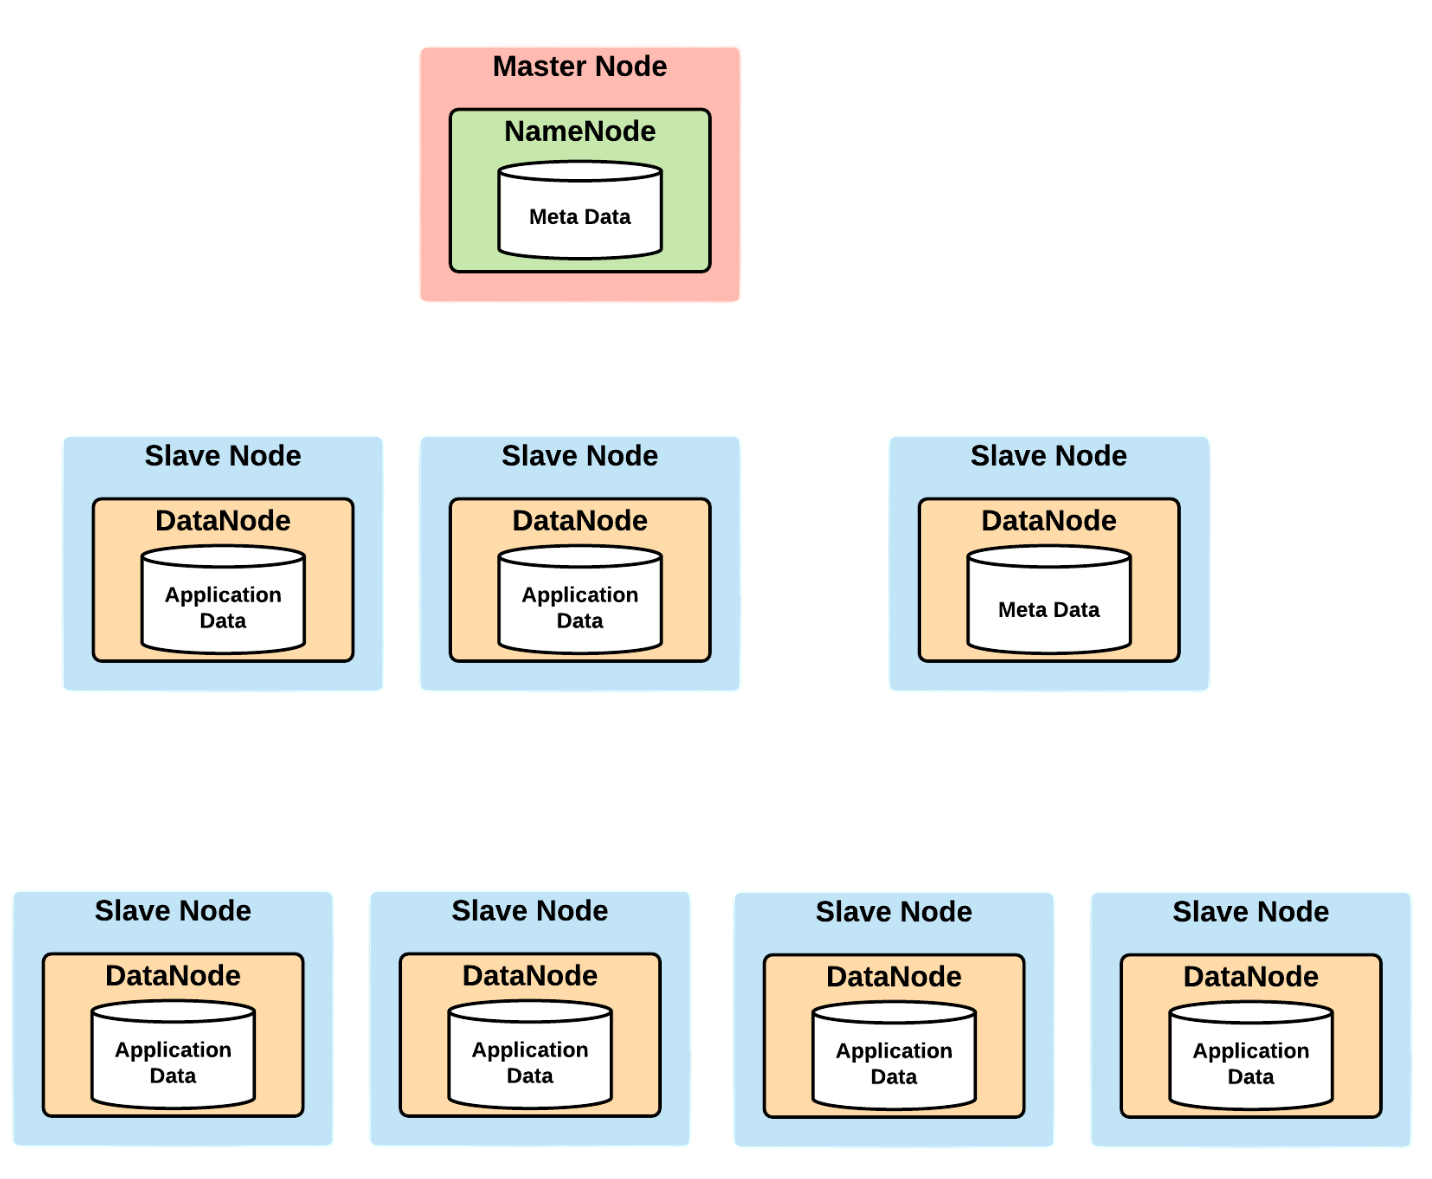 Master Node
NameNode
Meta Data
Slave Node
DataNode
Application
Data
Slave Node
DataNode
Application
Data
Slave Node
DataNode
Meta Data
Slave Node
DataNode
Application
Data
Slave Node
DataNode
Application
Data
Slave Node
DataNode
Application
Data
Slave Node
DataNode
Application
Data